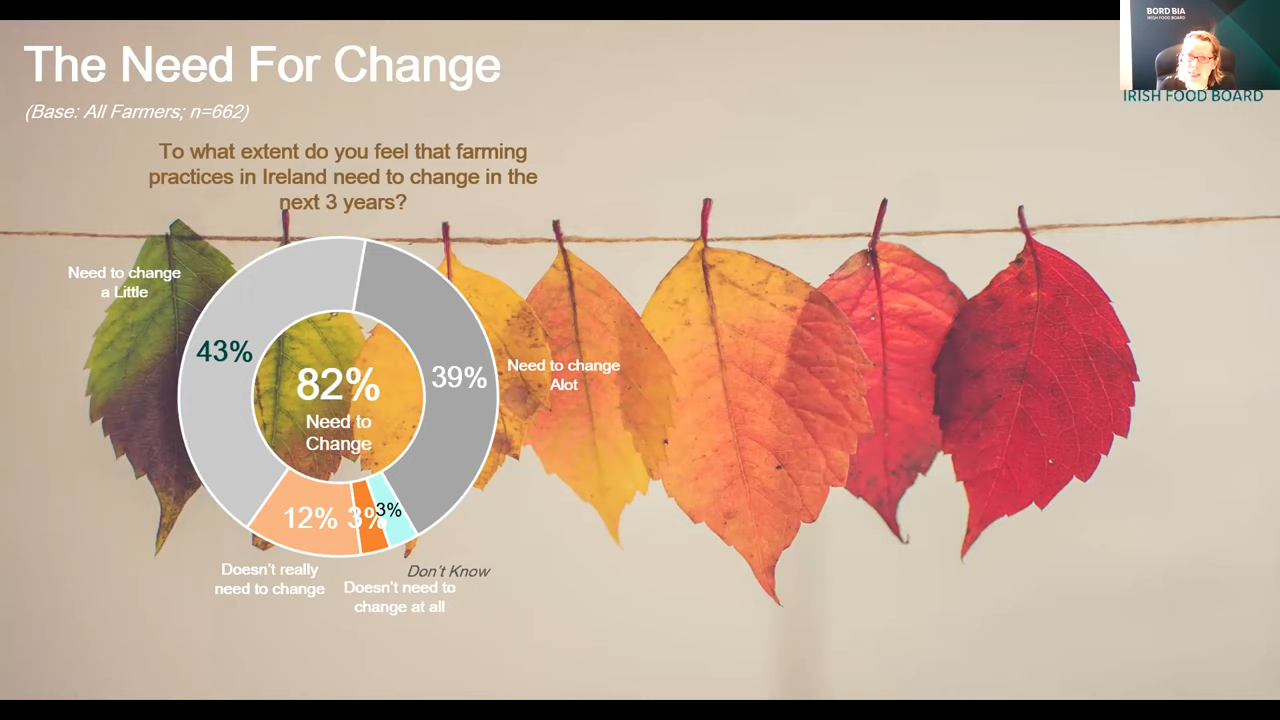 BORD BIA
IRISH FOOD BOARD
The Need For Change
IRISH FOOD BOARD
(Base: All Farmers; n=662)
To what extent do you feel that farming
practices in Ireland need to change in the
next 3 years?
Need to change
a Little
43%
82%
Need to
Change
39%
Need to change
Alot
12%
3%
3%
Doesn't really
need to change
Don't Know
Doesn't need to
change at all